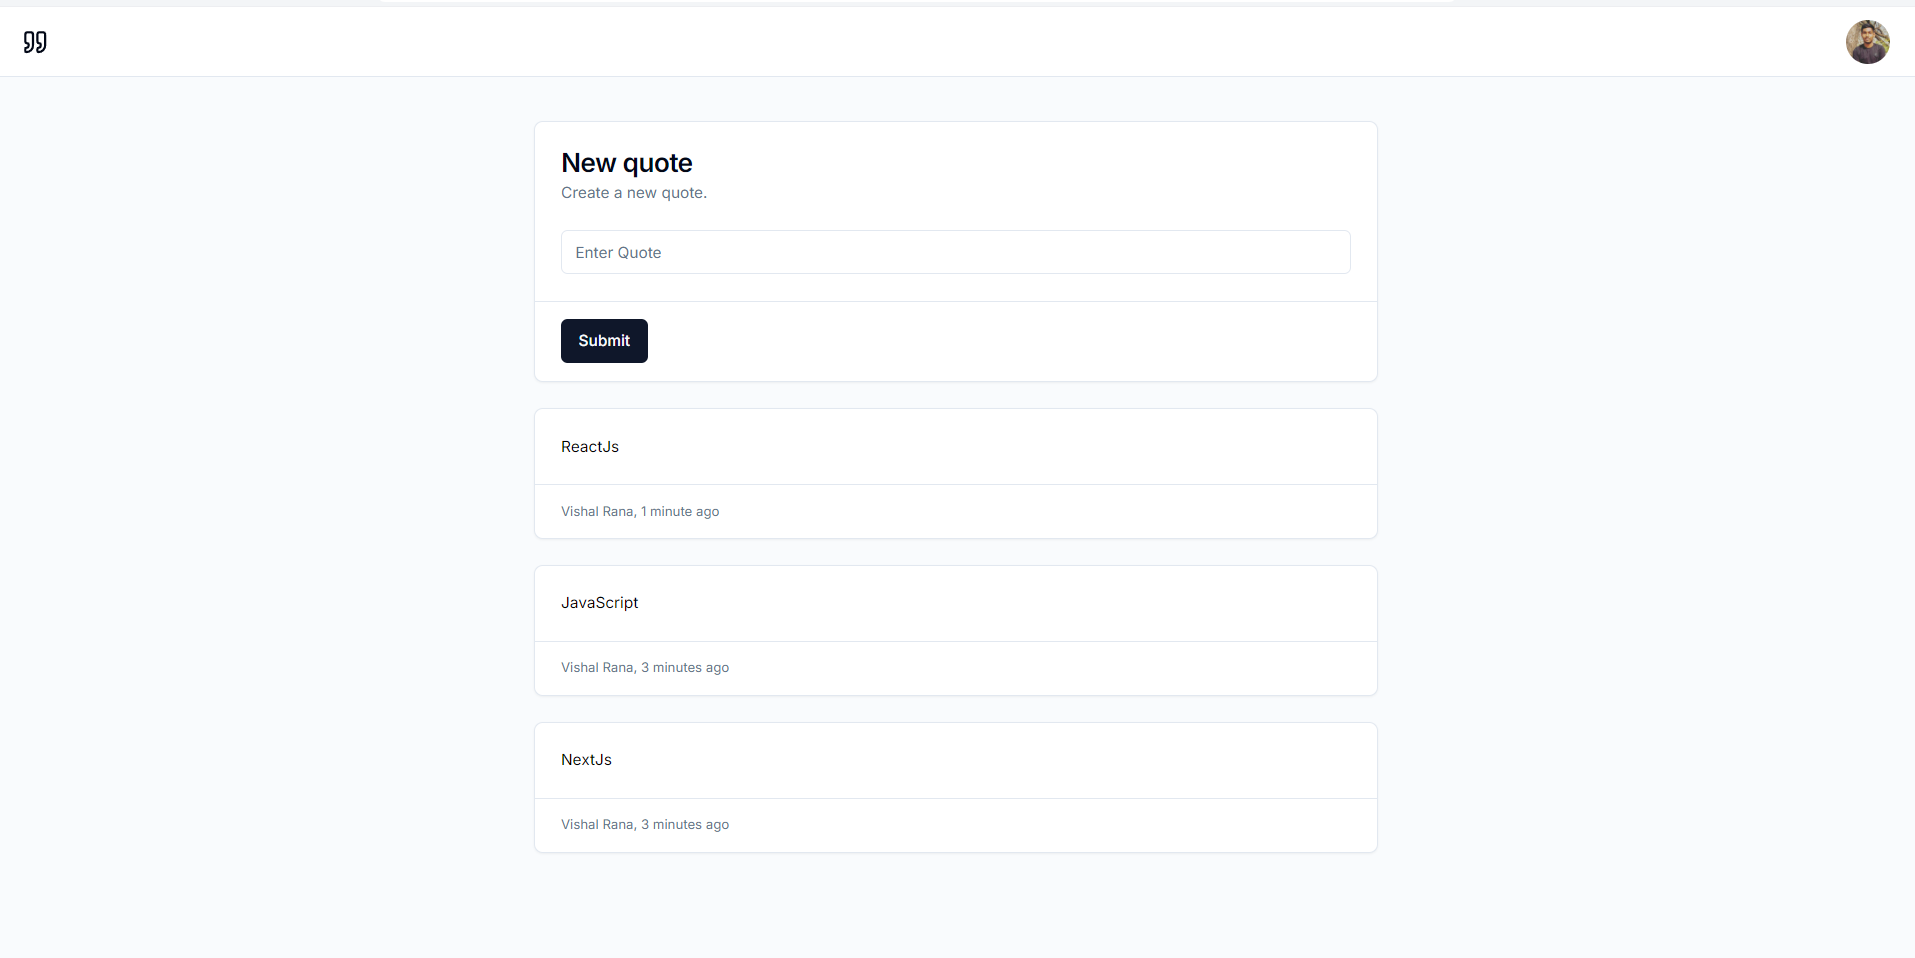 New quote
Create a new quote.
Enter Quote
Submit
ReactJs
Vishal Rana, 1 minute ago
JavaScript
Vishal Rana, 3 minutes ago
NextJs
Vishal Rana, 3 minutes ago